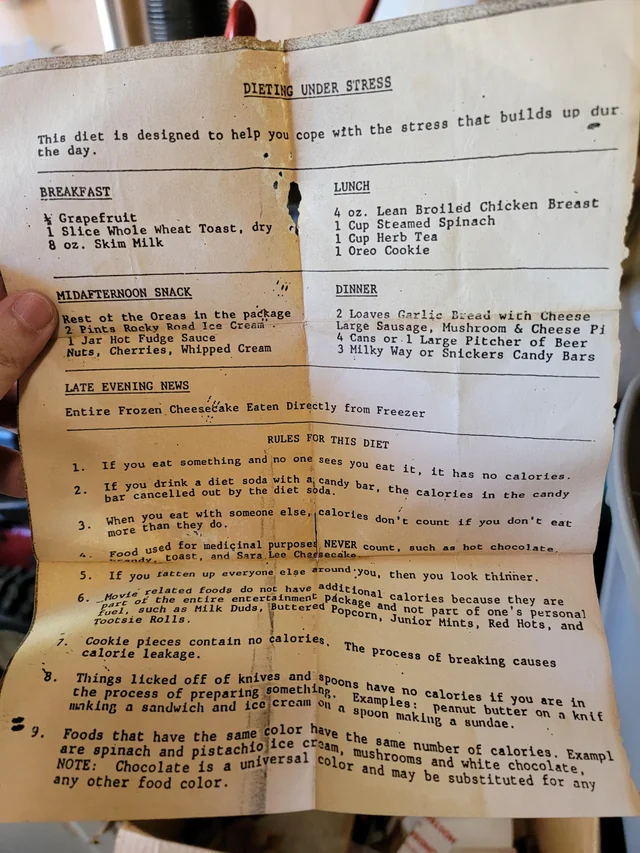 DIETING UNDER STRESS
This diet is designed to help you cope with the stress that builds up dur
the day.
BREAKFAST
½ Grapefruit
1 Slice Whole Wheat Toast, dry
8 oz. Skim Milk
LUNCH
4 oz. Lean Broiled Chicken Breast
1 Cup Steamed Spinach
1 Cup Herb Tea
1 Oreo Cookie
MIDAFTERNOON SNACK
Rest of the Oreos in the package
2 Pints Rocky Road Ice Cream
1 Jar Hot Fudge Sauce
Nuts, Cherries, Whipped Cream
DINNER
2 Loaves Garlic Bread with Cheese
Large Sausage, Mushroom & Cheese Pi
4 Cans or 1 Large Pitcher of Beer
3 Milky Way or Snickers Candy Bars
LATE EVENING NEWS
Entire Frozen Cheesecake Eaten Directly from Freezer
RULES FOR THIS DIET
1. If you eat something and no one sees you eat it, it has no calories.
2. If you drink a diet soda with a candy bar, the calories in the candy
bar cancelled out by the diet soda.
3. When you eat with someone else, calories don't count if you don't eat
more than they do.
4. Food used for medicinal purposes NEVER count, such as hot chocolate,
brandy, toast, and Sara Lee Cheesecake.
5. If you fatten up everyone else around you, then you look thinner.
6. Movie related foods do not have additional calories because they are
part of the entire entertainment package and not part of one's personal
fuel, such as Milk Duds, Buttered Popcorn, Junior Mints, Red Hots, and
Tootsie Rolls.
7. Cookie pieces contain no calories. The process of breaking causes
calorie leakage.
8. Things licked off of knives and spoons have no calories if you are in
the process of preparing something. Examples: peanut butter on a knif
making a sandwich and ice cream on a spoon making a sundae.
9. Foods that have the same color have the same number of calories. Exampl
are spinach and pistachio ice cream, mushrooms and white chocolate,
NOTE: Chocolate is a universal color and may be substituted for any
any other food color.